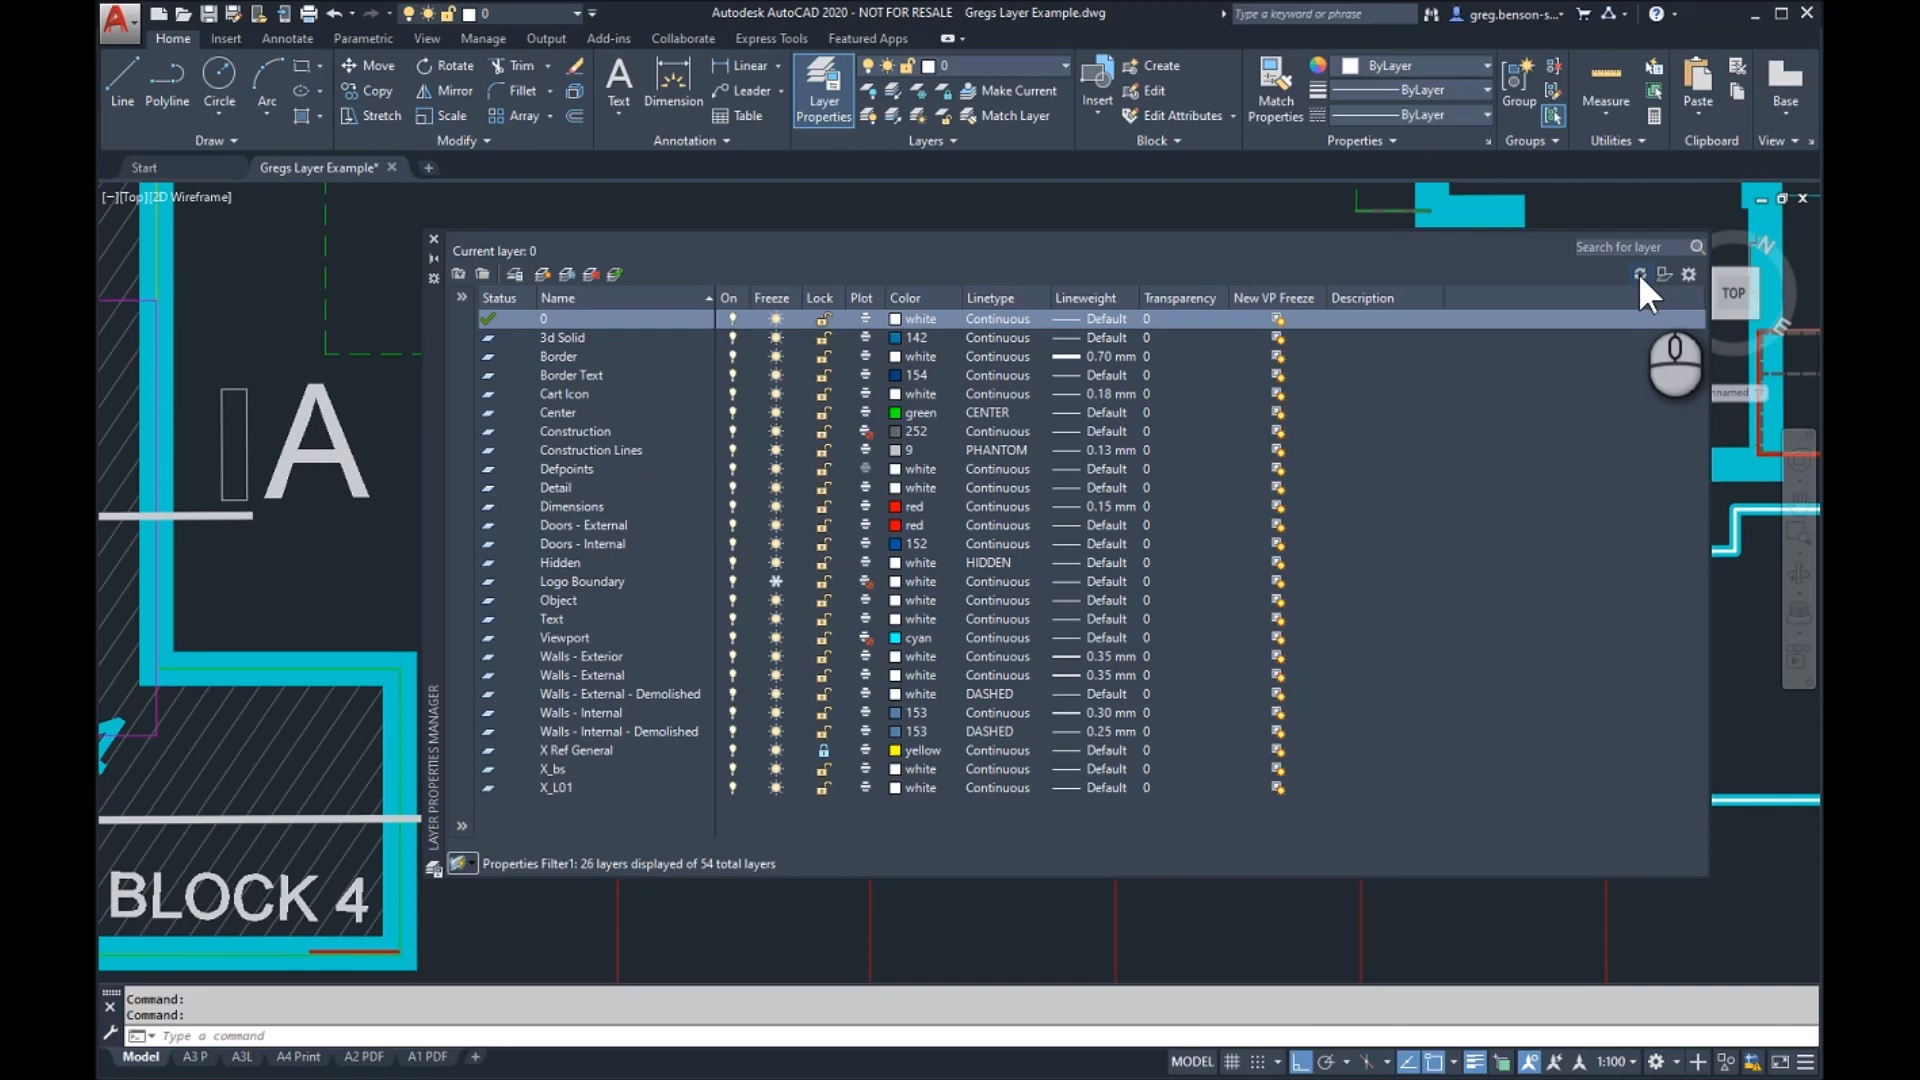 0
Autodesk AutoCAD 2020 - NOT FOR RESALE Gregs Layer Example.dwg
Type a keyword or phrase
greg.benson-s...
Home Insert Annotate Parametric View Manage Output Add-ins Collaborate Express Tools Featured Apps
Line Polyline Circle Arc
Move Rotate Trim
Copy Mirror Fillet
Stretch Scale Array
Text Dimension
Linear
Leader
Table
Layer Properties
0
Make Current
Match Layer
Insert
Create
Edit
Edit Attributes
Match Properties
ByLayer
ByLayer
ByLayer
Group
Measure
Paste
Base
Draw Modify Annotation Layers Block Properties Groups Utilities Clipboard View
Start Gregs Layer Example*
[−][Top][2D Wireframe]
Current layer: 0
Search for layer
Status Name On Freeze Lock Plot Color Linetype Lineweight Transparency New VP Freeze Description
0 white Continuous Default 0
3d Solid 142 Continuous Default 0
Border white Continuous 0.70 mm 0
Border Text 154 Continuous Default 0
Cart Icon white Continuous 0.18 mm 0
Center green CENTER Default 0
Construction 252 Continuous Default 0
Construction Lines 9 PHANTOM 0.13 mm 0
Defpoints white Continuous Default 0
Detail white Continuous Default 0
Dimensions red Continuous 0.15 mm 0
Doors - External red Continuous Default 0
Doors - Internal 152 Continuous Default 0
Hidden white HIDDEN Default 0
Logo Boundary white Continuous Default 0
Object white Continuous Default 0
Text white Continuous Default 0
Viewport cyan Continuous Default 0
Walls - Exterior white Continuous 0.35 mm 0
Walls - External white Continuous 0.35 mm 0
Walls - External - Demolished white DASHED Default 0
Walls - Internal 153 Continuous 0.30 mm 0
Walls - Internal - Demolished 153 DASHED 0.25 mm 0
X Ref General yellow Continuous Default 0
X_bs white Continuous Default 0
X_L01 white Continuous Default 0
LAYER PROPERTIES MANAGER
Properties Filter1: 26 layers displayed of 54 total layers
N
TOP
E
A
BLOCK 4
Command:
Command:
Type a command
Model A3 P A3L A4 Print A2 PDF A1 PDF
MODEL 1:100